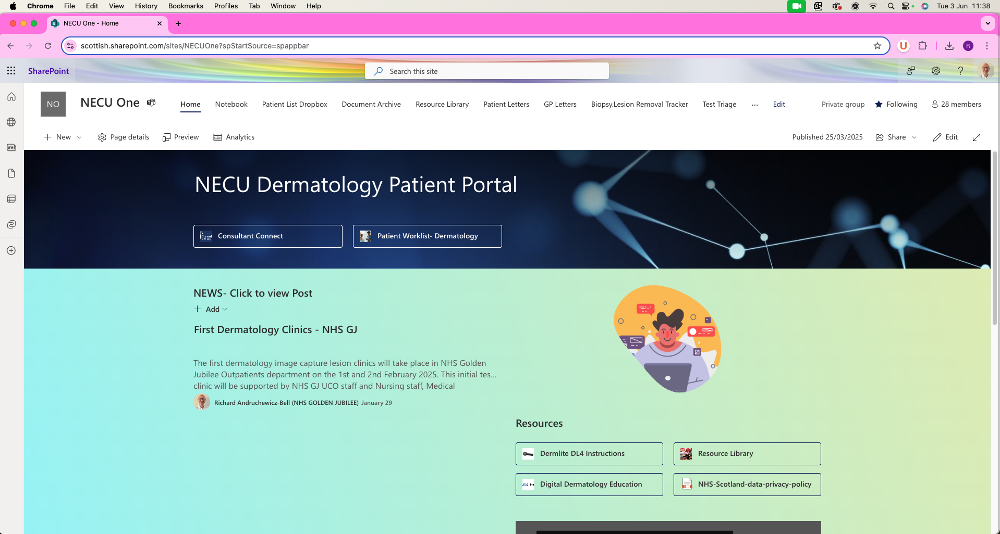 Chrome File Edit View History Bookmarks Profiles Tab Window Help Tue 3 Jun 11:38
NECU One - Home
scottish.sharepoint.com/sites/NECUOne?spStartSource=spappbar
R
SharePoint
Search this site
NO
NECU One
Home Notebook Patient List Dropbox Document Archive Resource Library Patient Letters GP Letters Biopsy.Lesion Removal Tracker Test Triage ... Edit
Private group Following 28 members
New Page details Preview Analytics
Published 25/03/2025 Share Edit
NECU Dermatology Patient Portal
Consultant Connect
Patient Worklist- Dermatology
NEWS- Click to view Post
Add
First Dermatology Clinics - NHS GJ
The first dermatology image capture lesion clinics will take place in NHS Golden
Jubilee Outpatients department on the 1st and 2nd February 2025. This initial tes...
clinic will be supported by NHS GJ UCO staff and Nursing staff, Medical
Richard Andruchewicz-Bell (NHS GOLDEN JUBILEE) January 29
Resources
Dermlite DL4 Instructions
Resource Library
Digital Dermatology Education
NHS-Scotland-data-privacy-policy